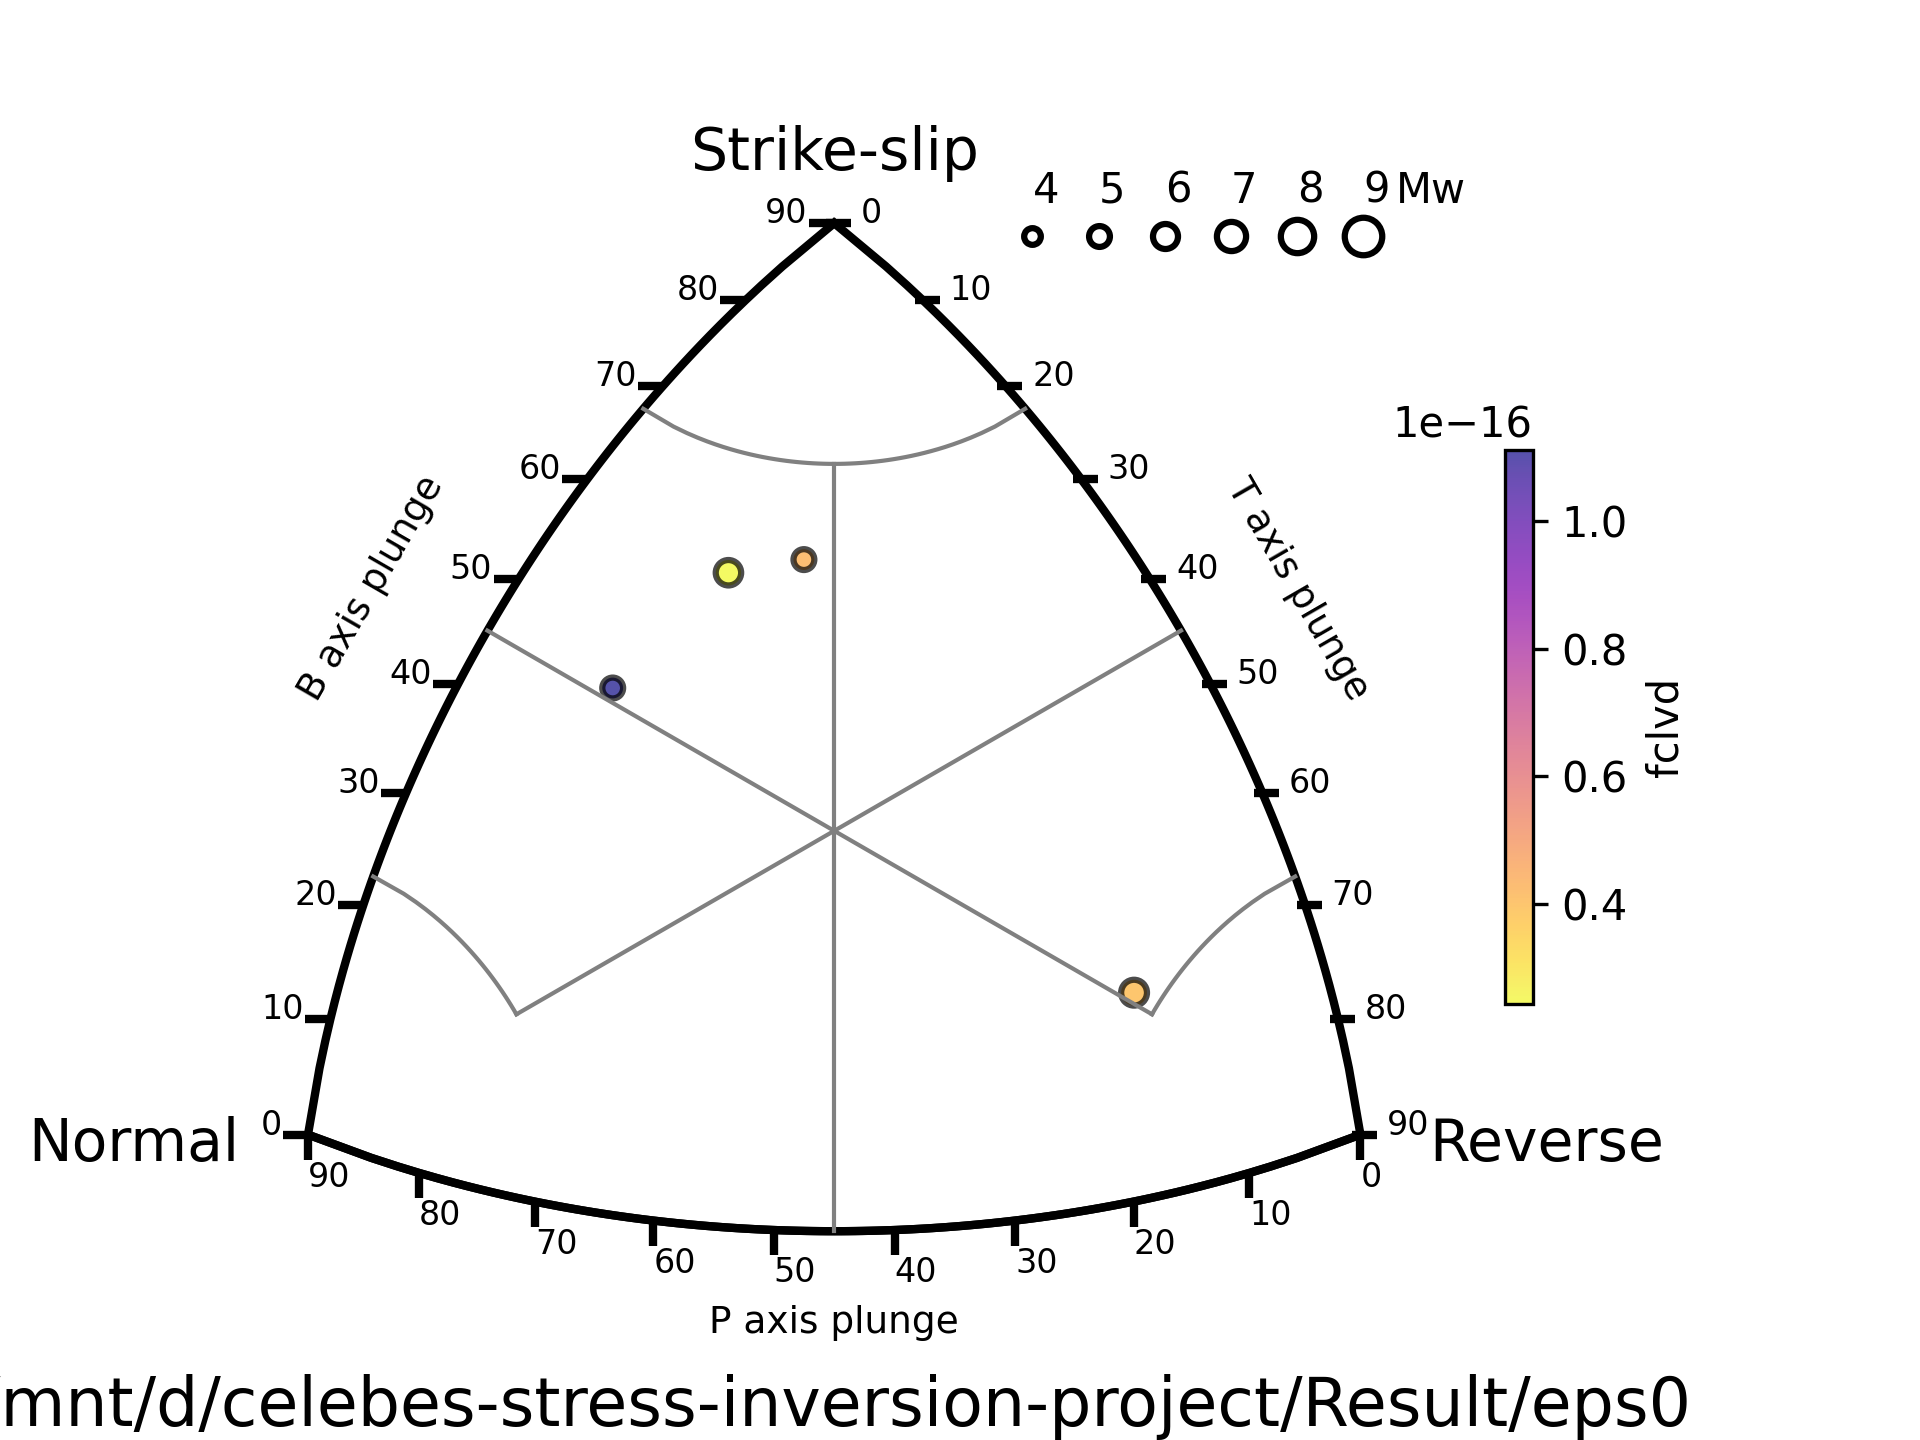 Strike-slip
4 5 6 7 8 9 Mw
90 0
80 10
70 20
1e−16
60 30
B axis plunge
T axis plunge
50 40
1.0
40 50
0.8
fclvd
30 60
0.6
20 70
0.4
10 80
Normal 0 90 Reverse
90 80 70 60 50 40 30 20 10 0
P axis plunge
mnt/d/celebes-stress-inversion-project/Result/eps0